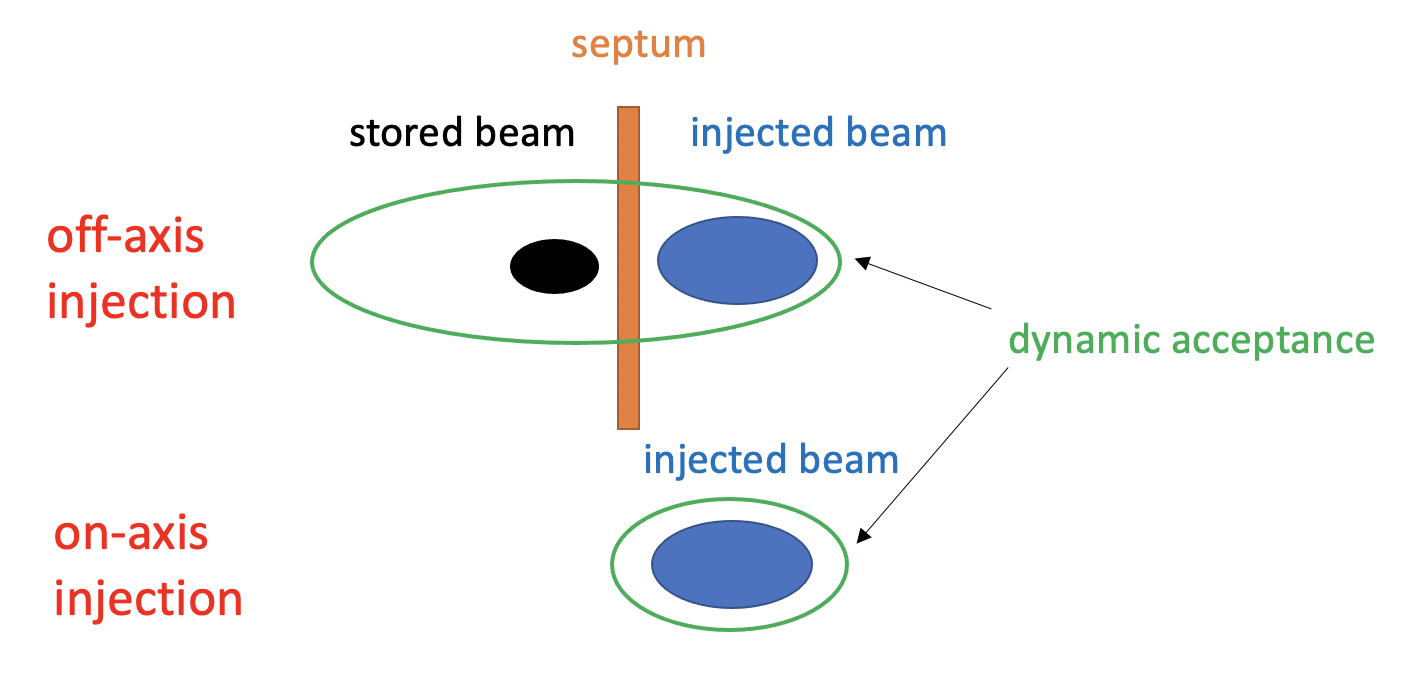 septum
stored beam
injected beam
off-axis
injection
dynamic acceptance
injected beam
on-axis
injection